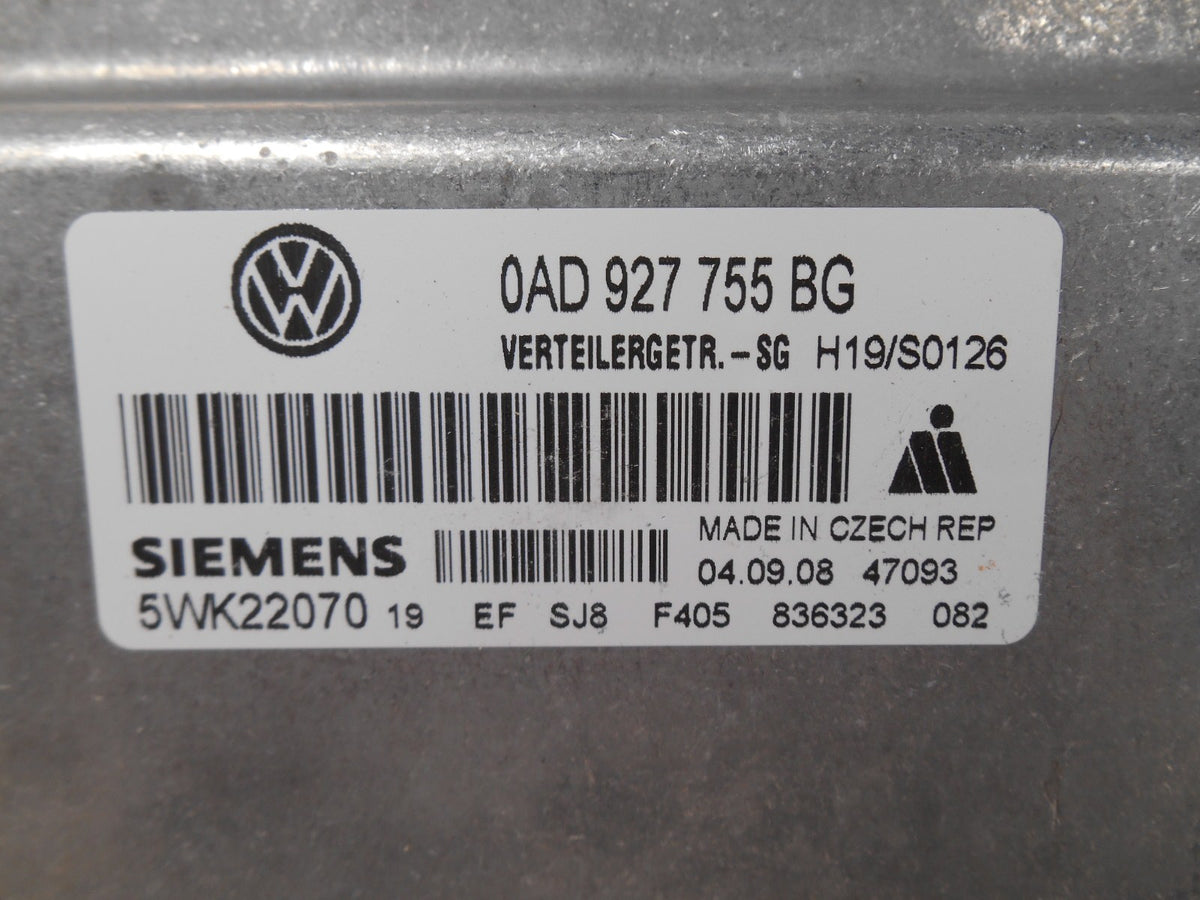 0AD 927 755 BG
VERTEILERGETR.-SG H19/S0126
SIEMENS
MADE IN CZECH REP
04.09.08 47093
5WK22070 19 EF SJ8 F405 836323 082